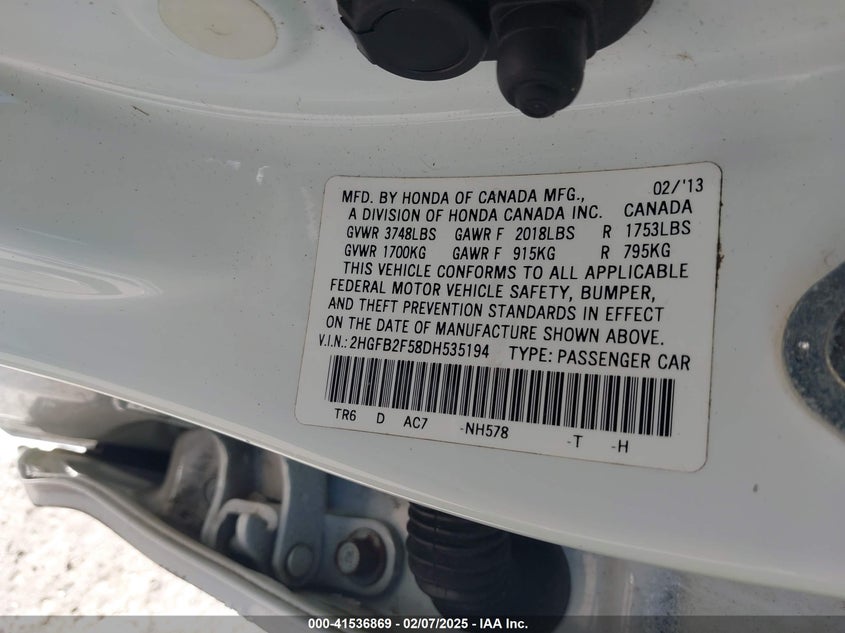 MFD. BY HONDA OF CANADA MFG., 02/'13
A DIVISION OF HONDA CANADA INC. CANADA
GVWR 3748LBS GAWR F 2018LBS R 1753LBS
GVWR 1700KG GAWR F 915KG R 795KG
THIS VEHICLE CONFORMS TO ALL APPLICABLE
FEDERAL MOTOR VEHICLE SAFETY, BUMPER,
AND THEFT PREVENTION STANDARDS IN EFFECT
ON THE DATE OF MANUFACTURE SHOWN ABOVE.
V.I.N.: 2HGFB2F58DH535194 TYPE: PASSENGER CAR
TR6 D AC7 -NH578 -T -H
000-41536869 - 02/07/2025 - IAA Inc.